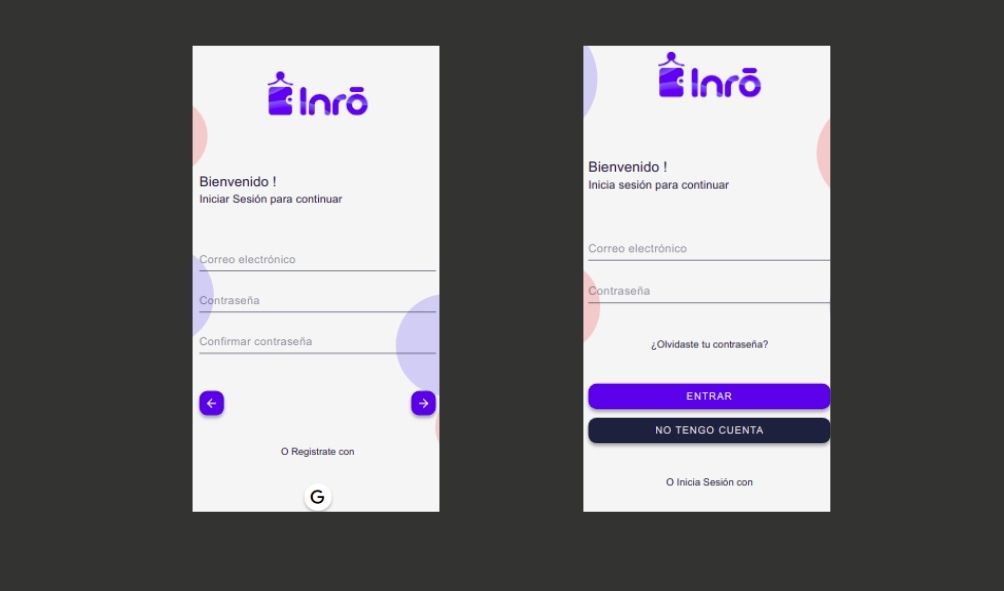 Inrō
Bienvenido !
Iniciar Sesión para continuar
Correo electrónico
Contraseña
Confirmar contraseña
O Registrate con
G
Inrō
Bienvenido !
Inicia sesión para continuar
Correo electrónico
Contraseña
¿Olvidaste tu contraseña?
ENTRAR
NO TENGO CUENTA
O Inicia Sesión con